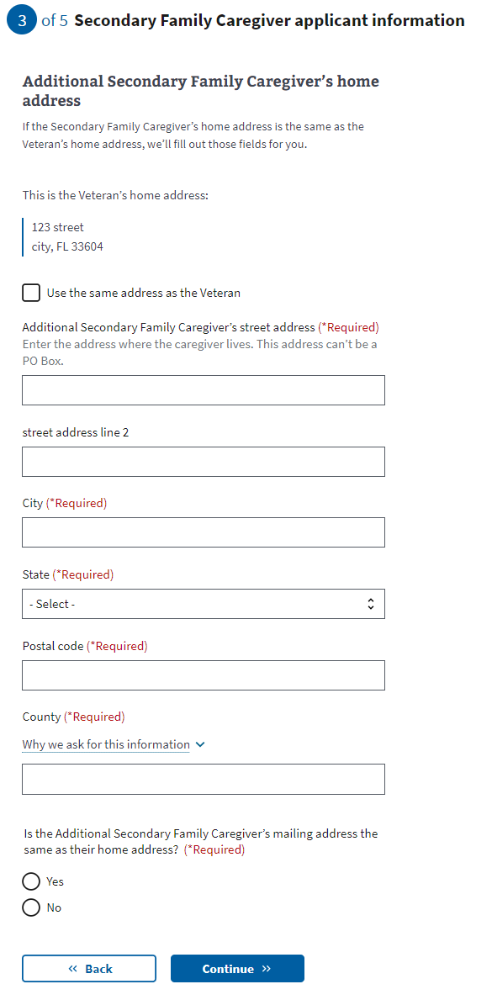 3 of 5 Secondary Family Caregiver applicant information
Additional Secondary Family Caregiver’s home
address
If the Secondary Family Caregiver’s home address is the same as the
Veteran’s home address, we’ll fill out those fields for you.
This is the Veteran’s home address:
123 street
city, FL 33604
Use the same address as the Veteran
Additional Secondary Family Caregiver’s street address (*Required)
Enter the address where the caregiver lives. This address can’t be a
PO Box.
street address line 2
City (*Required)
State (*Required)
- Select -
Postal code (*Required)
County (*Required)
Why we ask for this information
Is the Additional Secondary Family Caregiver’s mailing address the
same as their home address? (*Required)
Yes
No
« Back
Continue »